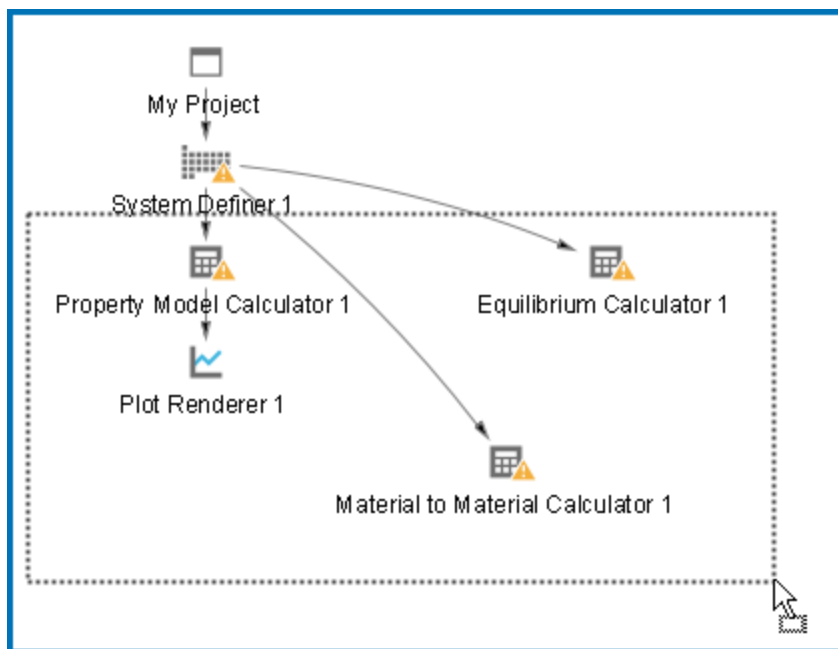 My Project
System Definer 1
Property Model Calculator 1
Equilibrium Calculator 1
Plot Renderer 1
Material to Material Calculator 1